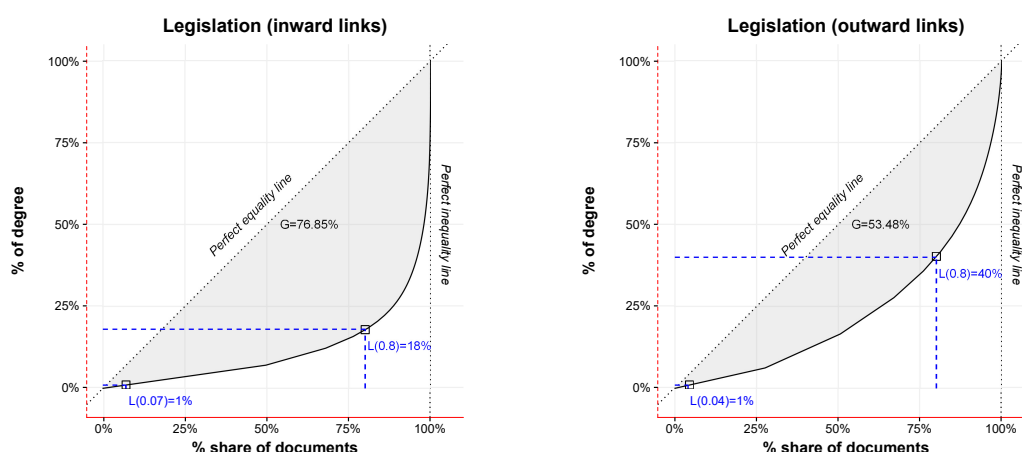 Legislation (inward links)
100%
75%
50%
25%
0%
% of degree
Perfect equality line
G=76.85%
Perfect inequality line
L(0.8)=18%
L(0.07)=1%
0% 25% 50% 75% 100%
% share of documents
Legislation (outward links)
100%
75%
50%
25%
0%
% of degree
Perfect equality line
G=53.48%
Perfect inequality line
L(0.8)=40%
L(0.04)=1%
0% 25% 50% 75% 100%
% share of documents